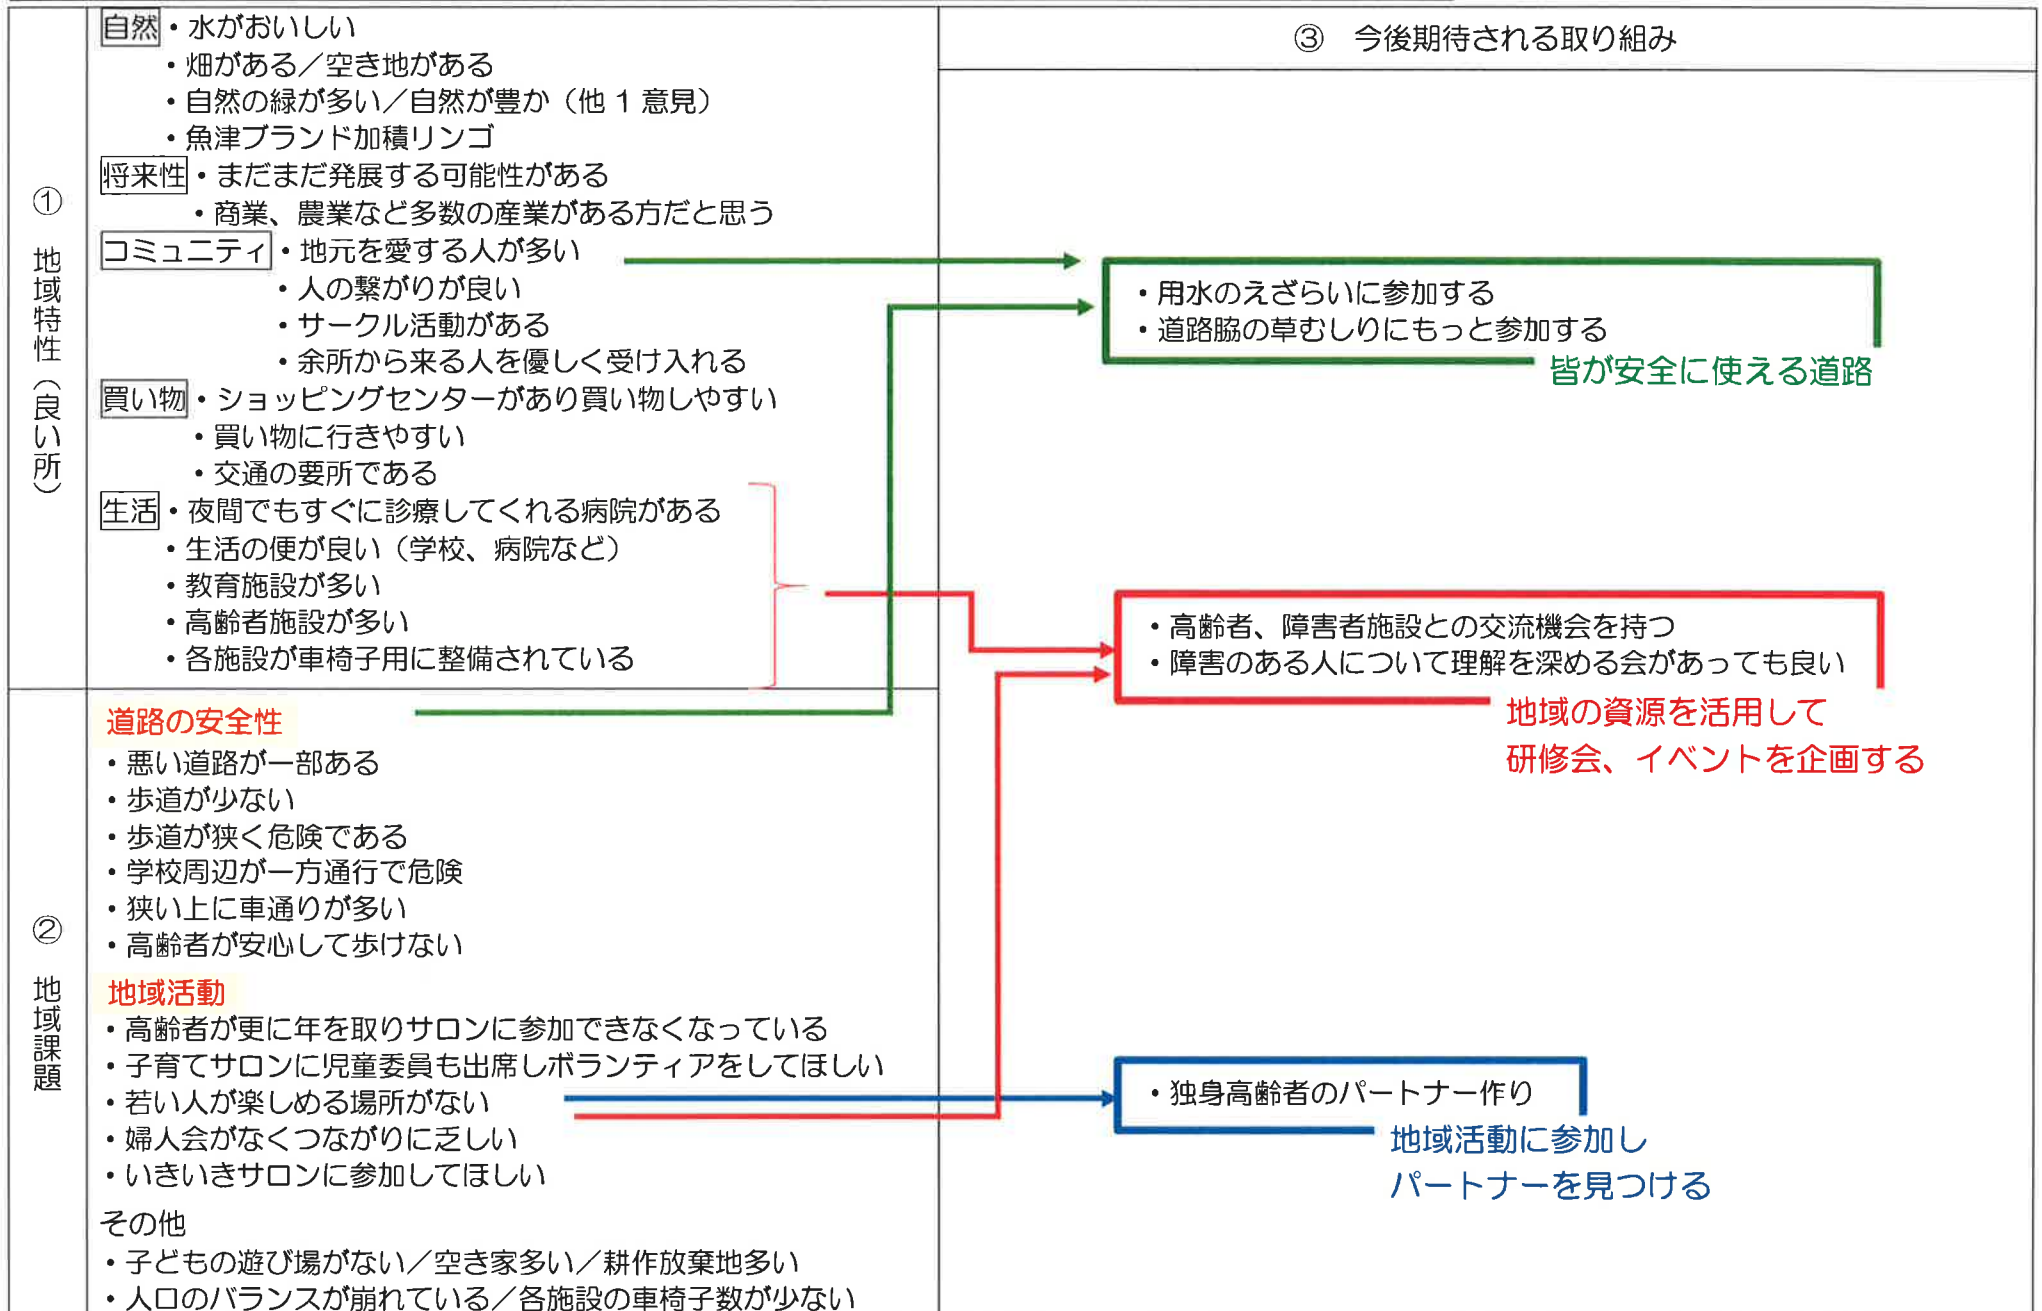 ① 地域特性（良い所）
自然・水がおいしい
・畑がある／空き地がある
・自然の緑が多い／自然が豊か（他 1 意見）
・魚津ブランド加積リンゴ
将来性・まだまだ発展する可能性がある
・商業、農業など多数の産業がある方だと思う
コミュニティ・地元を愛する人が多い
・人の繋がりが良い
・サークル活動がある
・余所から来る人を優しく受け入れる
買い物・ショッピングセンターがあり買い物しやすい
・買い物に行きやすい
・交通の要所である
生活・夜間でもすぐに診療してくれる病院がある
・生活の便が良い（学校、病院など）
・教育施設が多い
・高齢者施設が多い
・各施設が車椅子用に整備されている
② 地域課題
道路の安全性
・悪い道路が一部ある
・歩道が少ない
・歩道が狭く危険である
・学校周辺が一方通行で危険
・狭い上に車通りが多い
・高齢者が安心して歩けない
地域活動
・高齢者が更に年を取りサロンに参加できなくなっている
・子育てサロンに児童委員も出席しボランティアをしてほしい
・若い人が楽しめる場所がない
・婦人会がなくつながりに乏しい
・いきいきサロンに参加してほしい
その他
・子どもの遊び場がない／空き家多い／耕作放棄地多い
・人口のバランスが崩れている／各施設の車椅子数が少ない
③ 今後期待される取り組み
・用水のえざらいに参加する
・道路脇の草むしりにもっと参加する
皆が安全に使える道路
・高齢者、障害者施設との交流機会を持つ
・障害のある人について理解を深める会があっても良い
地域の資源を活用して
研修会、イベントを企画する
・独身高齢者のパートナー作り
地域活動に参加し
パートナーを見つける